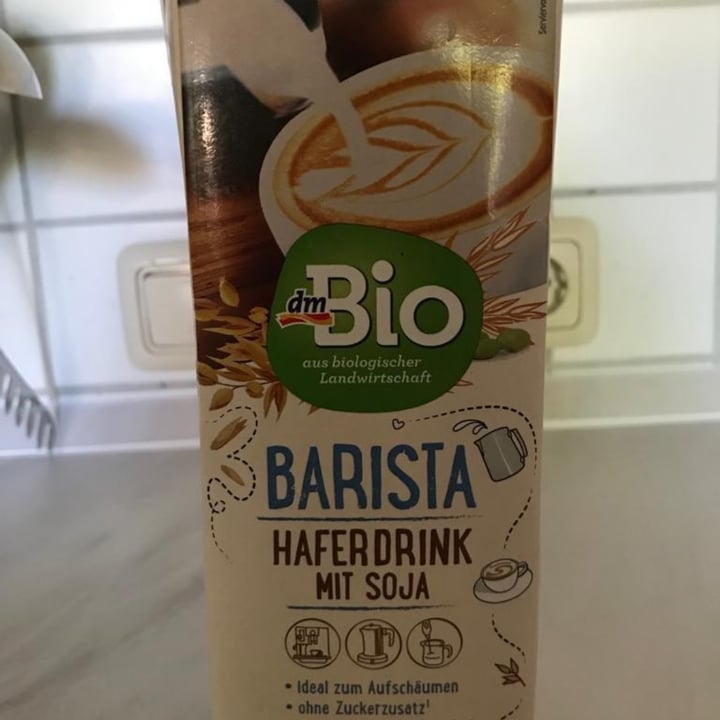 dm Bio
aus biologischer
Landwirtschaft
BARISTA
HAFERDRINK
MIT SOJA
• Ideal zum Aufschäumen
• ohne Zuckerzusatz¹